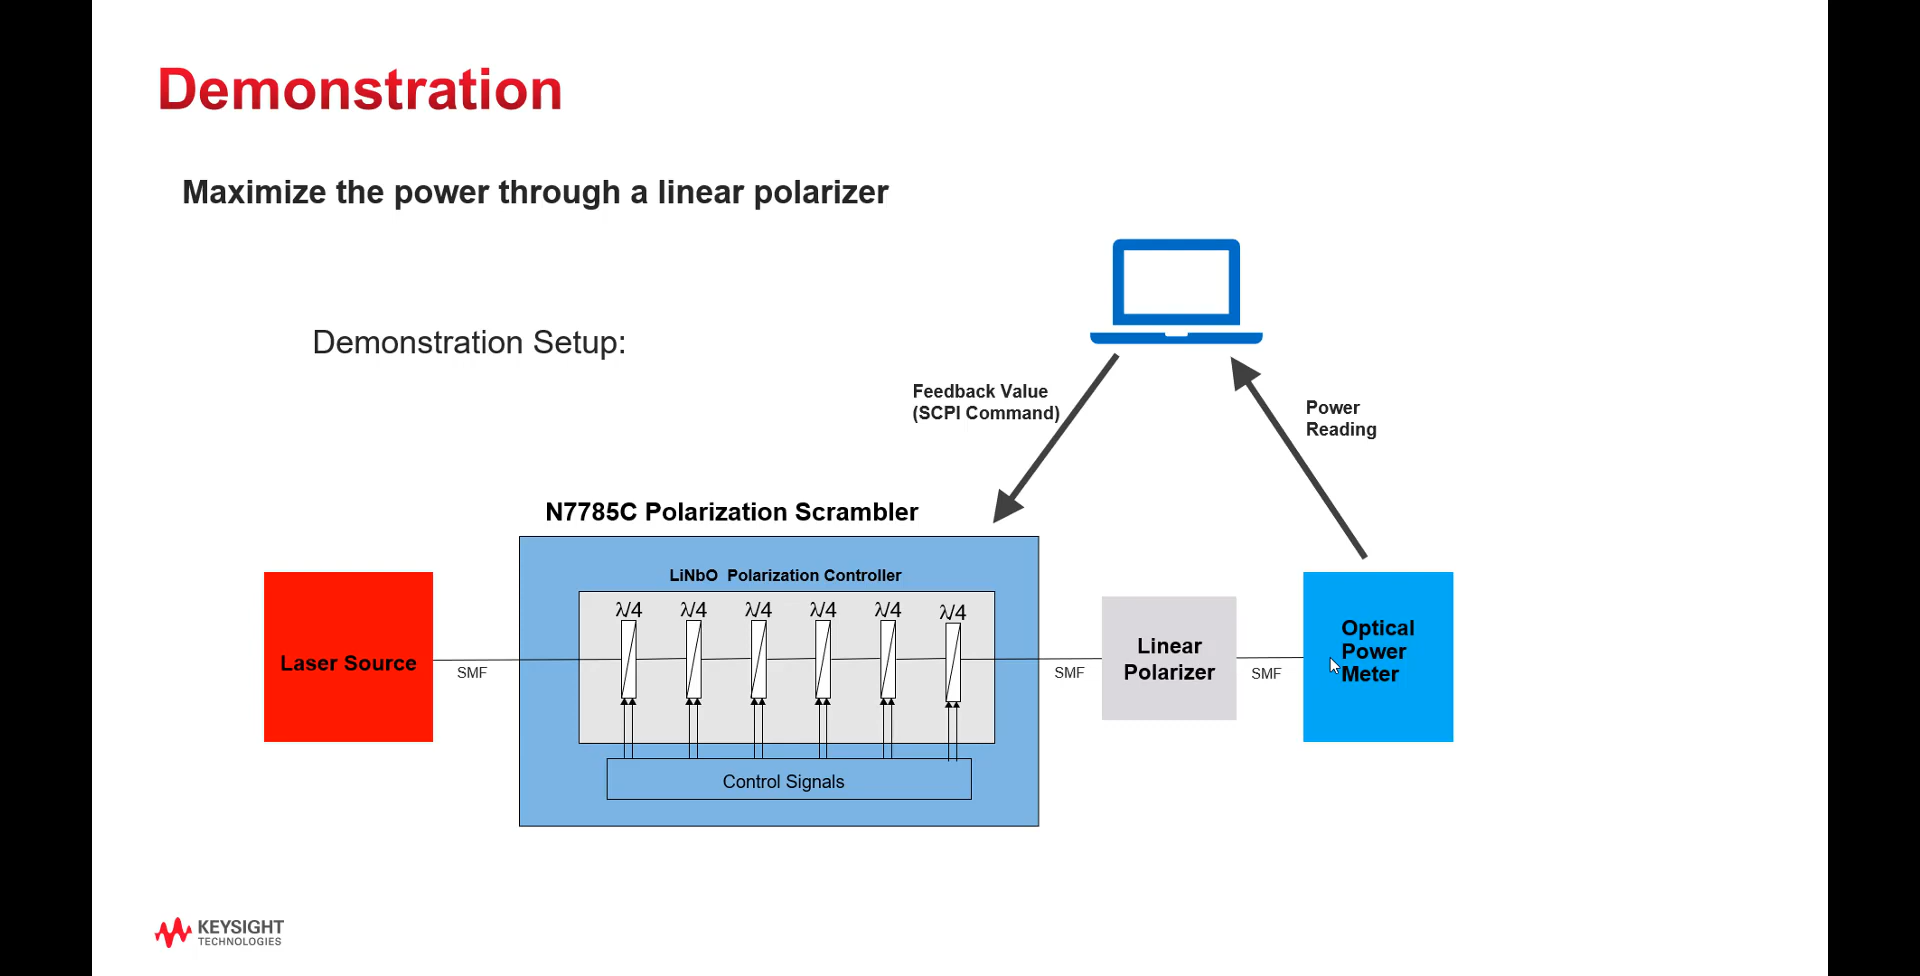 Demonstration
Maximize the power through a linear polarizer
Demonstration Setup:
Feedback Value
(SCPI Command)
Power
Reading
N7785C Polarization Scrambler
LiNbO Polarization Controller
λ/4 λ/4 λ/4 λ/4 λ/4 λ/4
Laser Source
SMF
SMF
Linear
Polarizer
SMF
Optical
Power
Meter
Control Signals
KEYSIGHT
TECHNOLOGIES